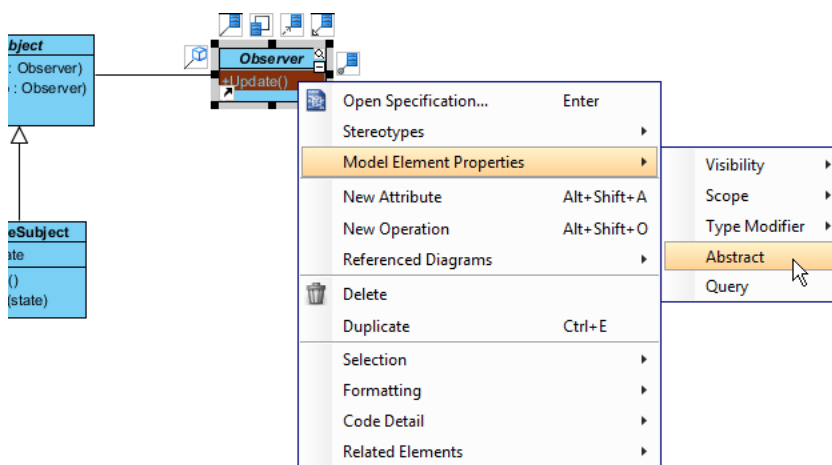 bject
: Observer)
: Observer)
Observer
+Update()
eSubject
ate
()
(state)
Open Specification... Enter
Stereotypes
Model Element Properties
New Attribute Alt+Shift+A
New Operation Alt+Shift+O
Referenced Diagrams
Delete
Duplicate Ctrl+E
Selection
Formatting
Code Detail
Related Elements
Visibility
Scope
Type Modifier
Abstract
Query